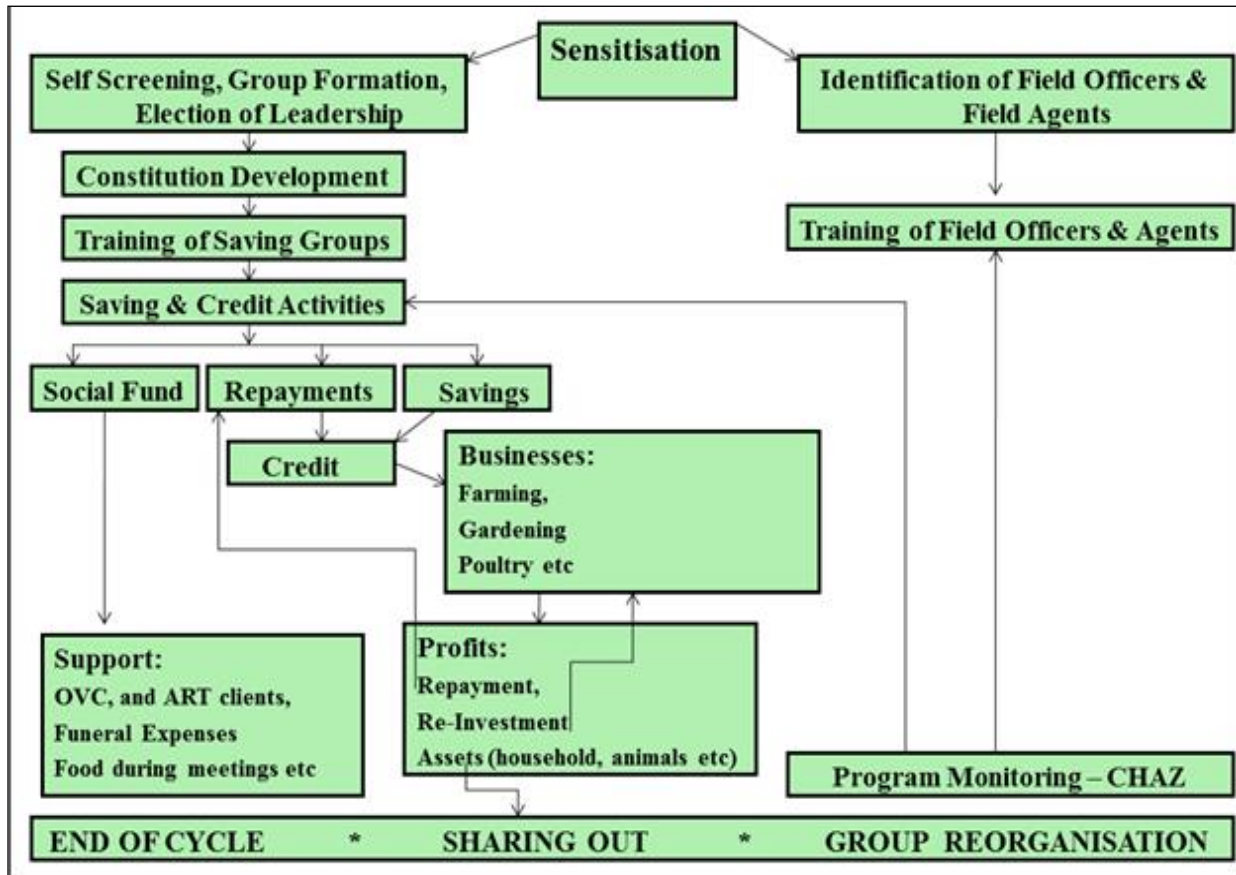 Sensitisation
Self Screening, Group Formation,
Election of Leadership
Identification of Field Officers &
Field Agents
Constitution Development
Training of Saving Groups
Training of Field Officers & Agents
Saving & Credit Activities
Social Fund
Repayments
Savings
Credit
Businesses:
Farming,
Gardening
Poultry etc
Support:
OVC, and ART clients,
Funeral Expenses
Food during meetings etc
Profits:
Repayment,
Re-Investment
Assets (household, animals etc)
Program Monitoring – CHAZ
END OF CYCLE * SHARING OUT * GROUP REORGANISATION